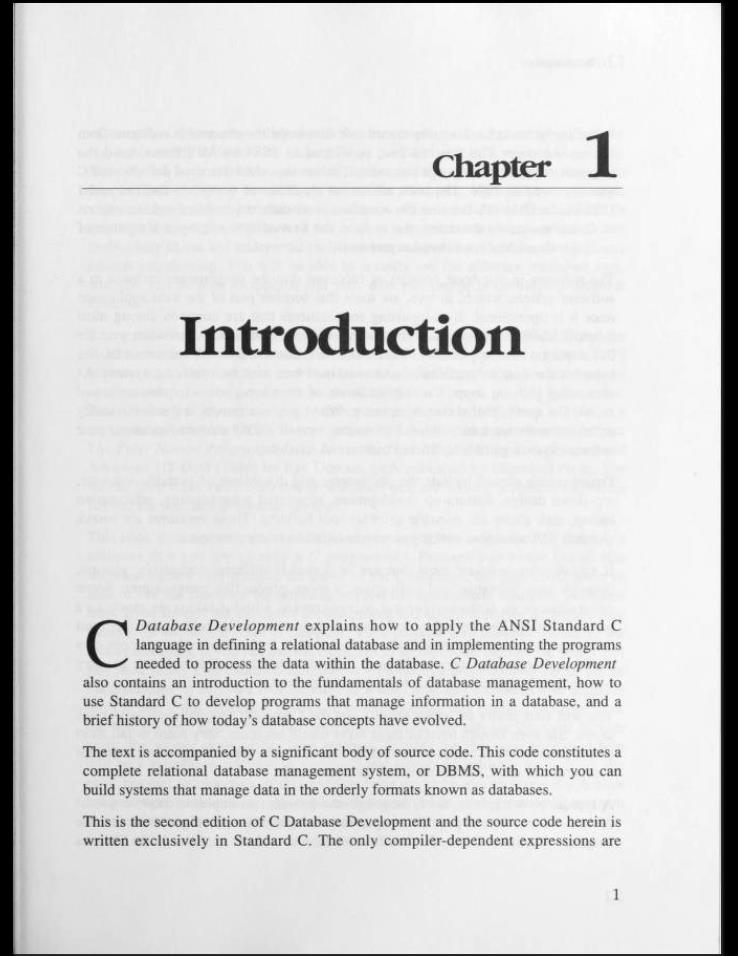 Chapter 1
Introduction
C Database Development explains how to apply the ANSI Standard C
language in defining a relational database and in implementing the programs
needed to process the data within the database. C Database Development
also contains an introduction to the fundamentals of database management, how to
use Standard C to develop programs that manage information in a database, and a
brief history of how today's database concepts have evolved.
The text is accompanied by a significant body of source code. This code constitutes a
complete relational database management system, or DBMS, with which you can
build systems that manage data in the orderly formats known as databases.
This is the second edition of C Database Development and the source code herein is
written exclusively in Standard C. The only compiler-dependent expressions are
1